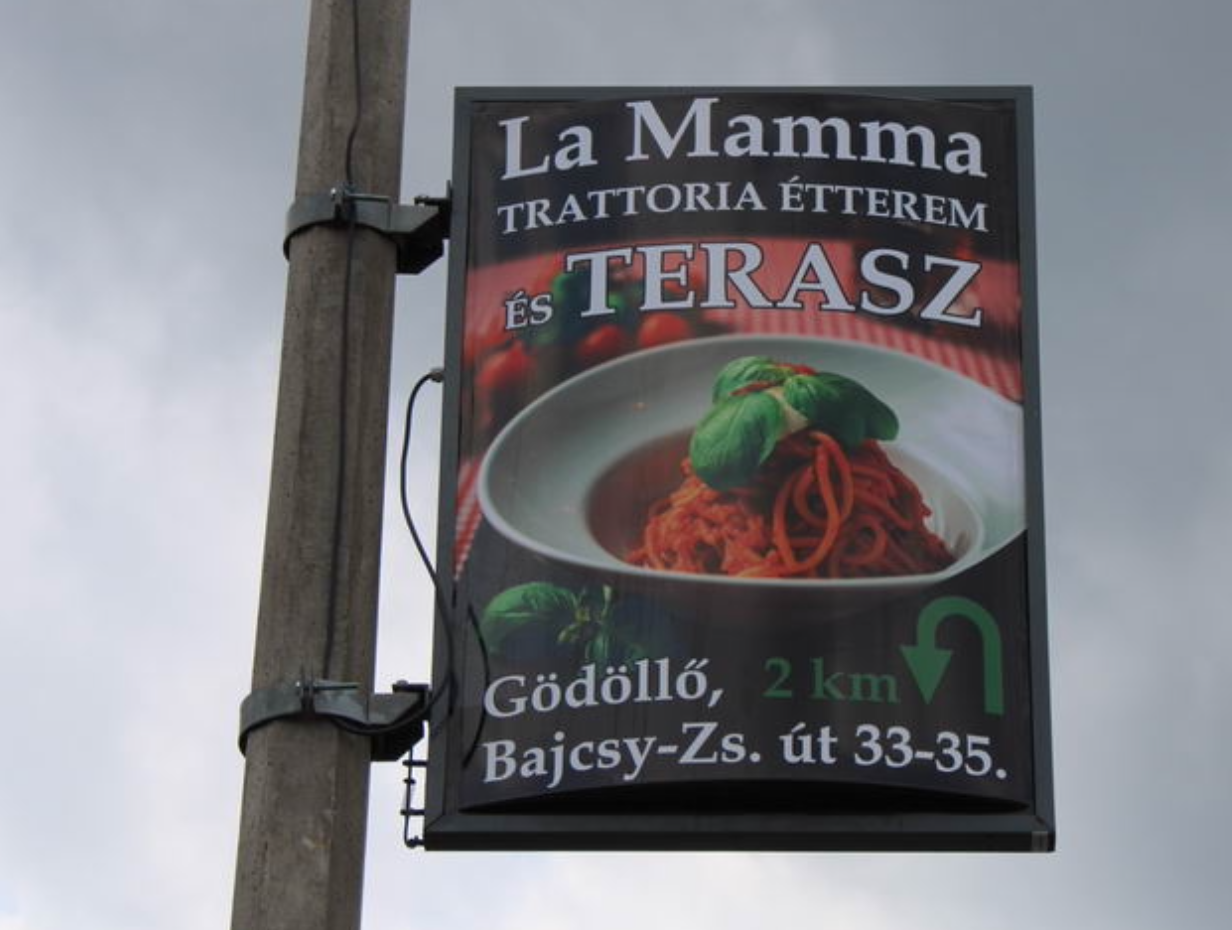 La Mamma
TRATTORIA ÉTTEREM
ÉS TERASZ
Gödöllő, 2 km
Bajcsy-Zs. út 33-35.